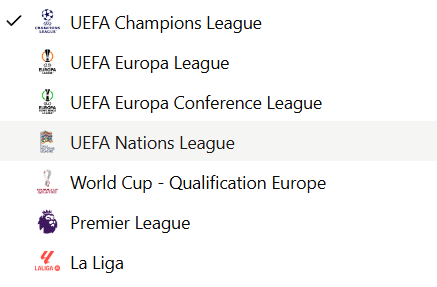 UEFA Champions League
UEFA Europa League
UEFA Europa Conference League
UEFA Nations League
World Cup - Qualification Europe
Premier League
La Liga